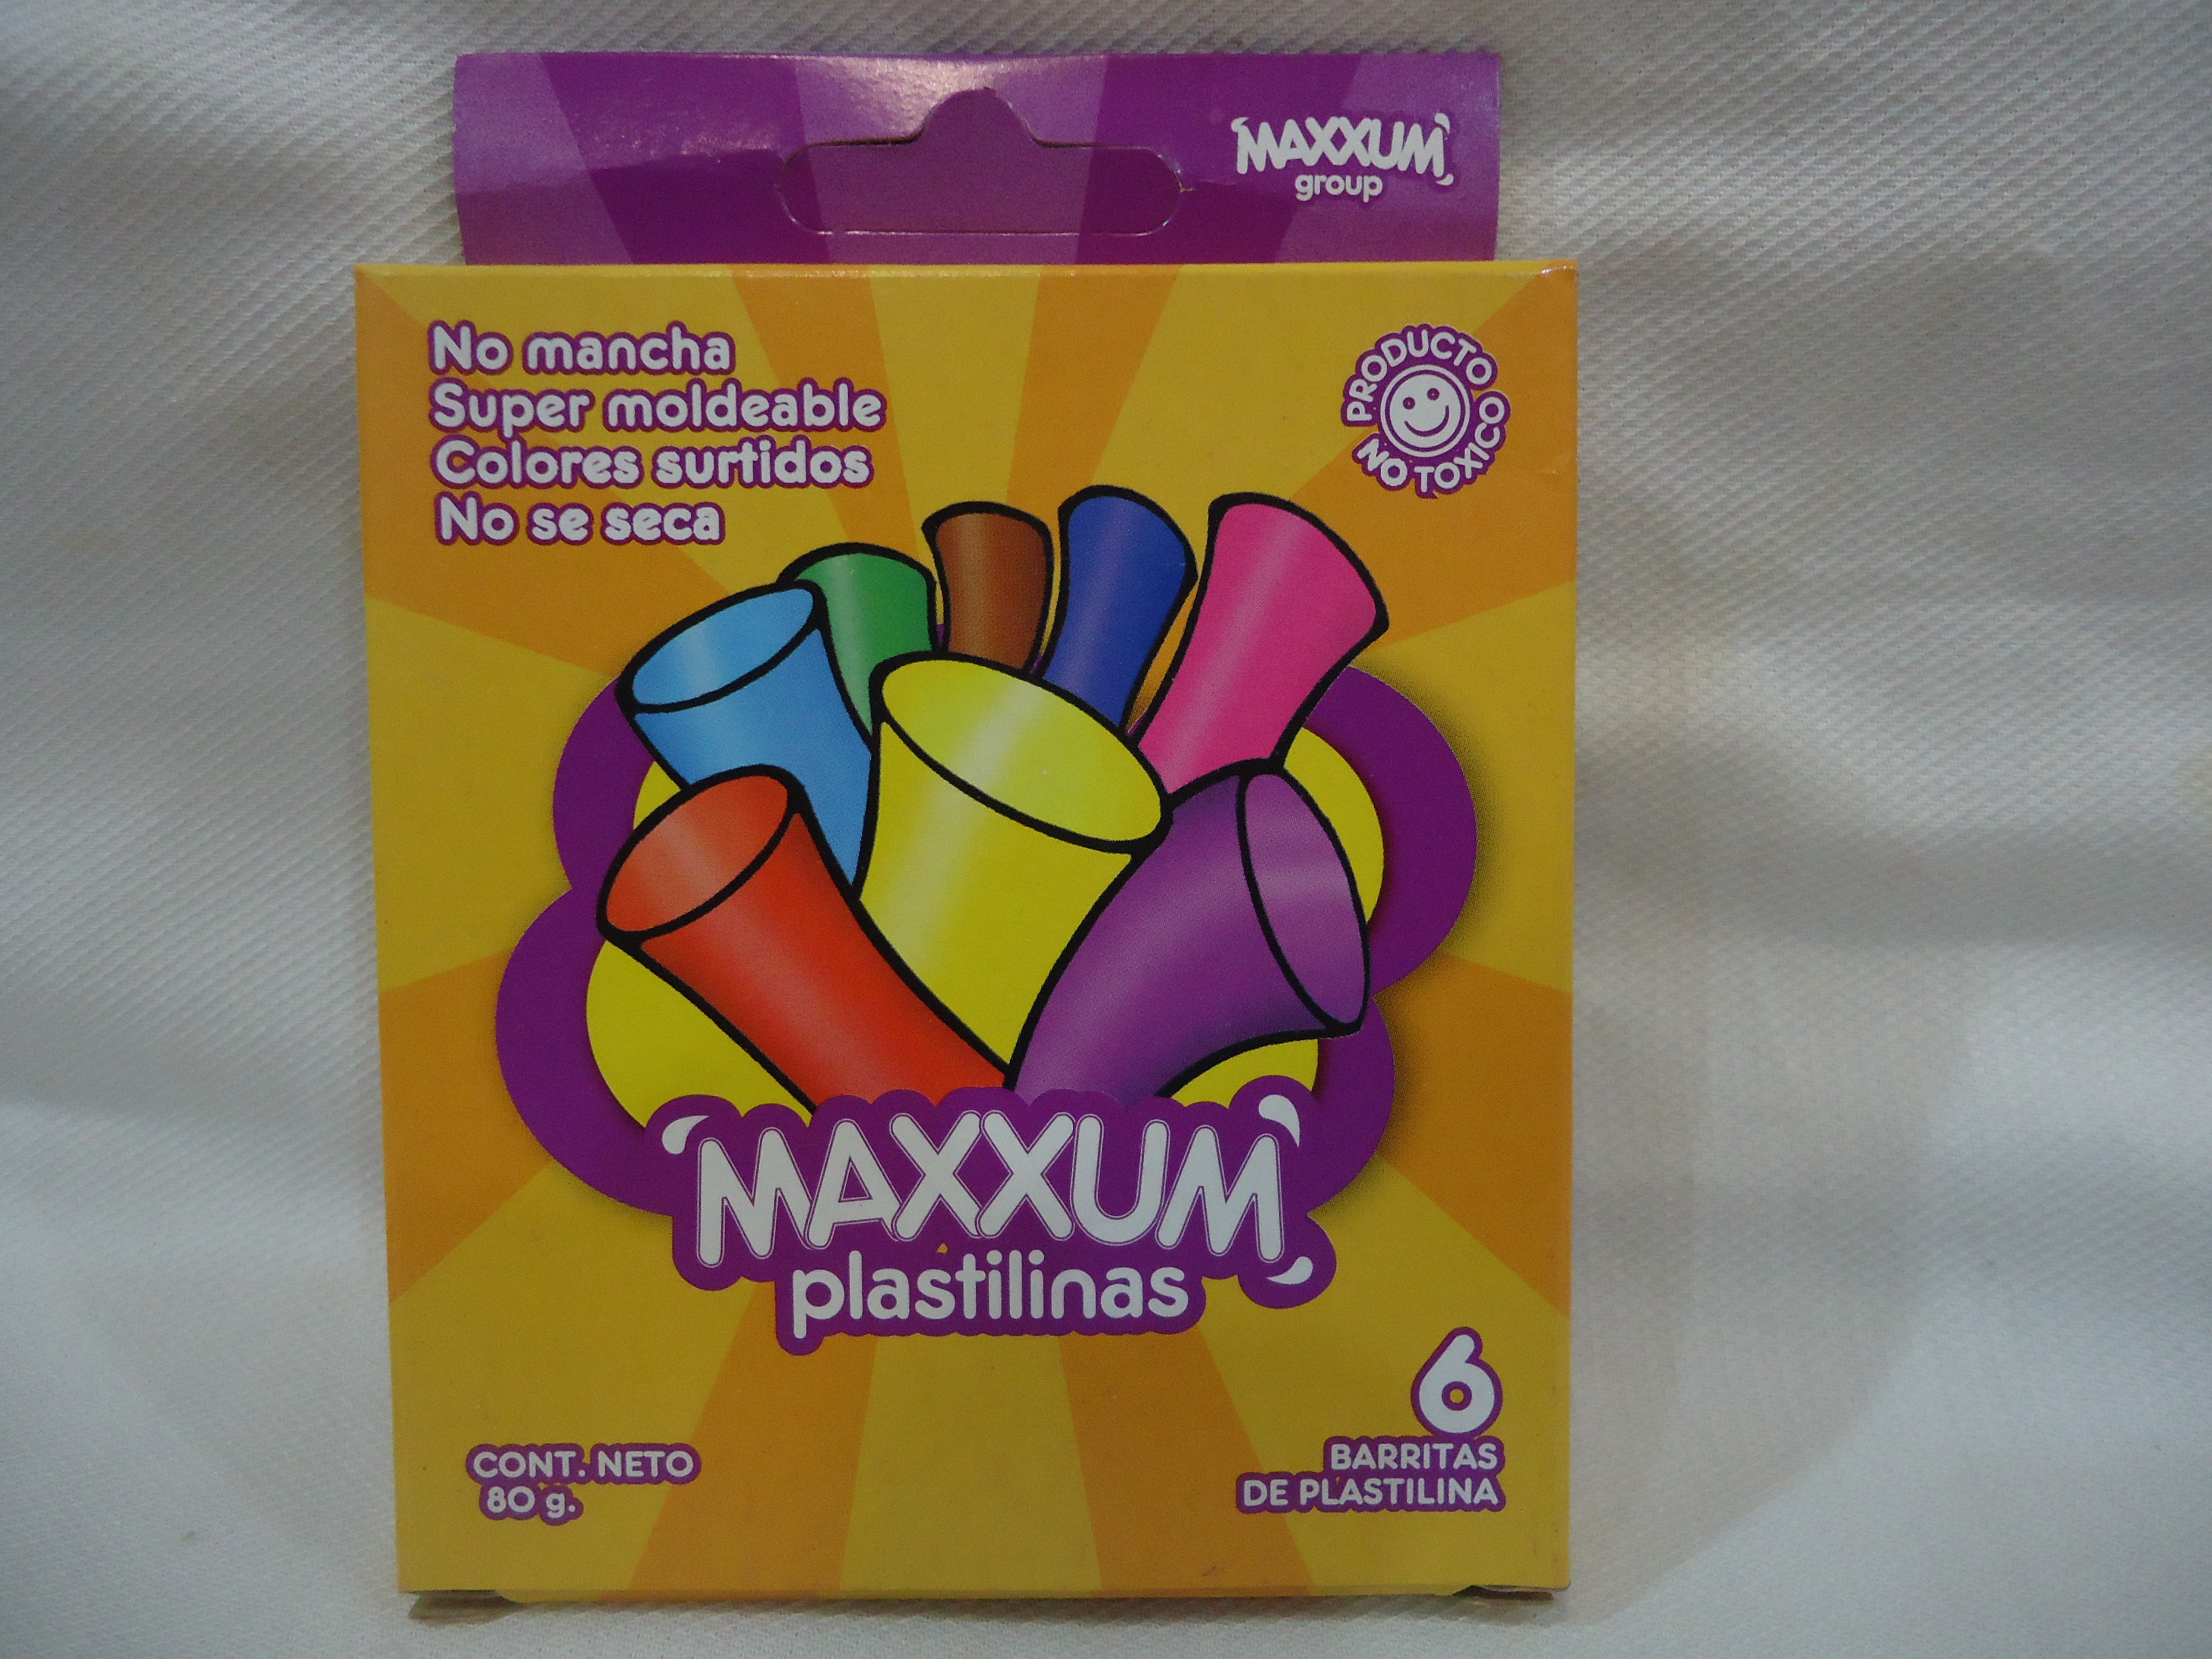 MAXXUM
group
No mancha
Super moldeable
Colores surtidos
No se seca
PRODUCTO
NO TOXICO
MAXXUM
plastilinas
6
BARRITAS
DE PLASTILINA
CONT. NETO
80 g.